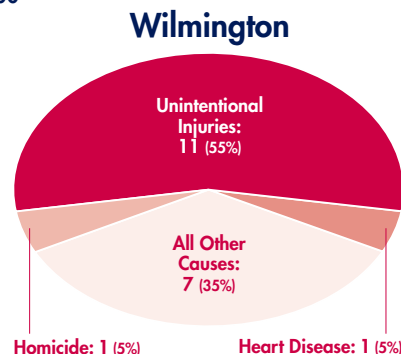 Wilmington
Unintentional
Injuries:
11 (55%)
All Other
Causes:
7 (35%)
Homicide: 1 (5%)
Heart Disease: 1 (5%)